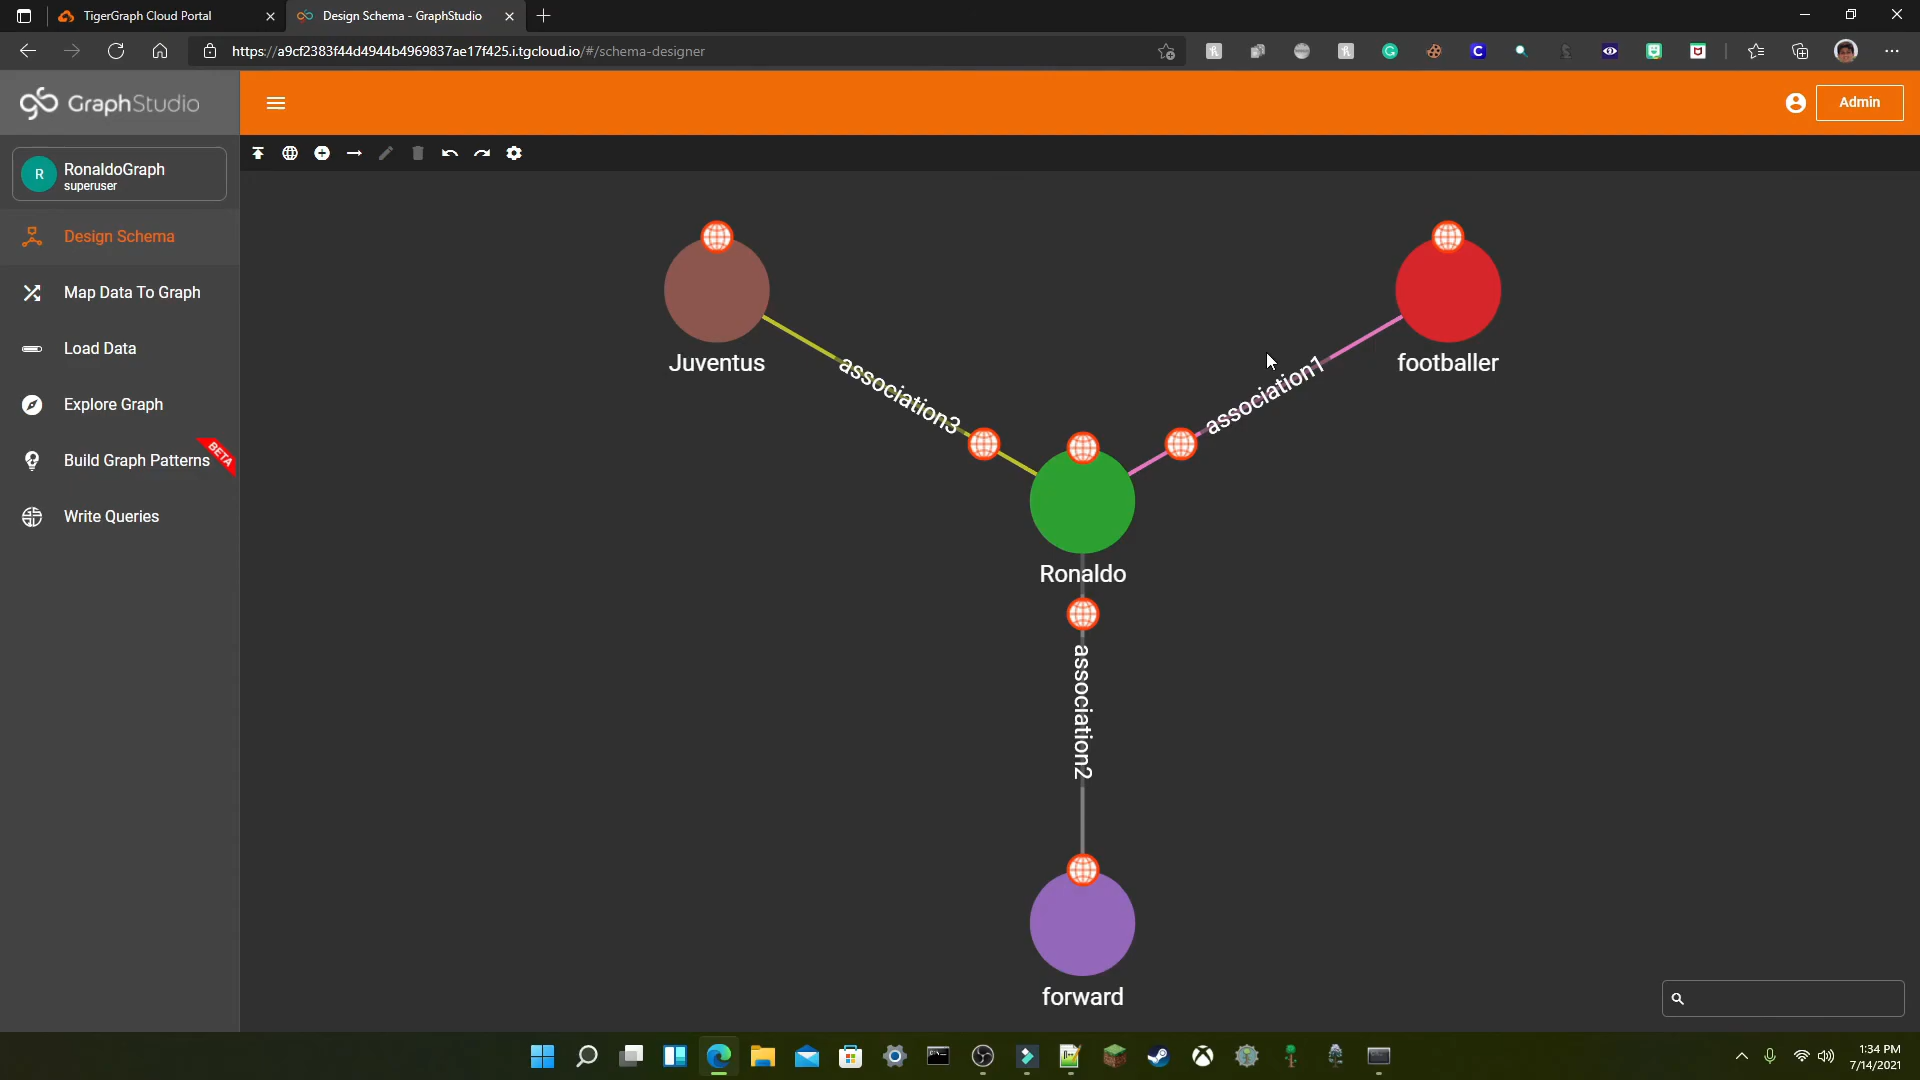 TigerGraph Cloud Portal
Design Schema - GraphStudio
https://a9cf2383f44d4944b4969837ae17f425.i.tgcloud.io/#/schema-designer
GraphStudio
Admin
R
RonaldoGraph
superuser
Design Schema
Map Data To Graph
Load Data
Explore Graph
Build Graph Patterns
BETA
Write Queries
Juventus
footballer
association3
association1
Ronaldo
association2
forward
1:34 PM
7/14/2021